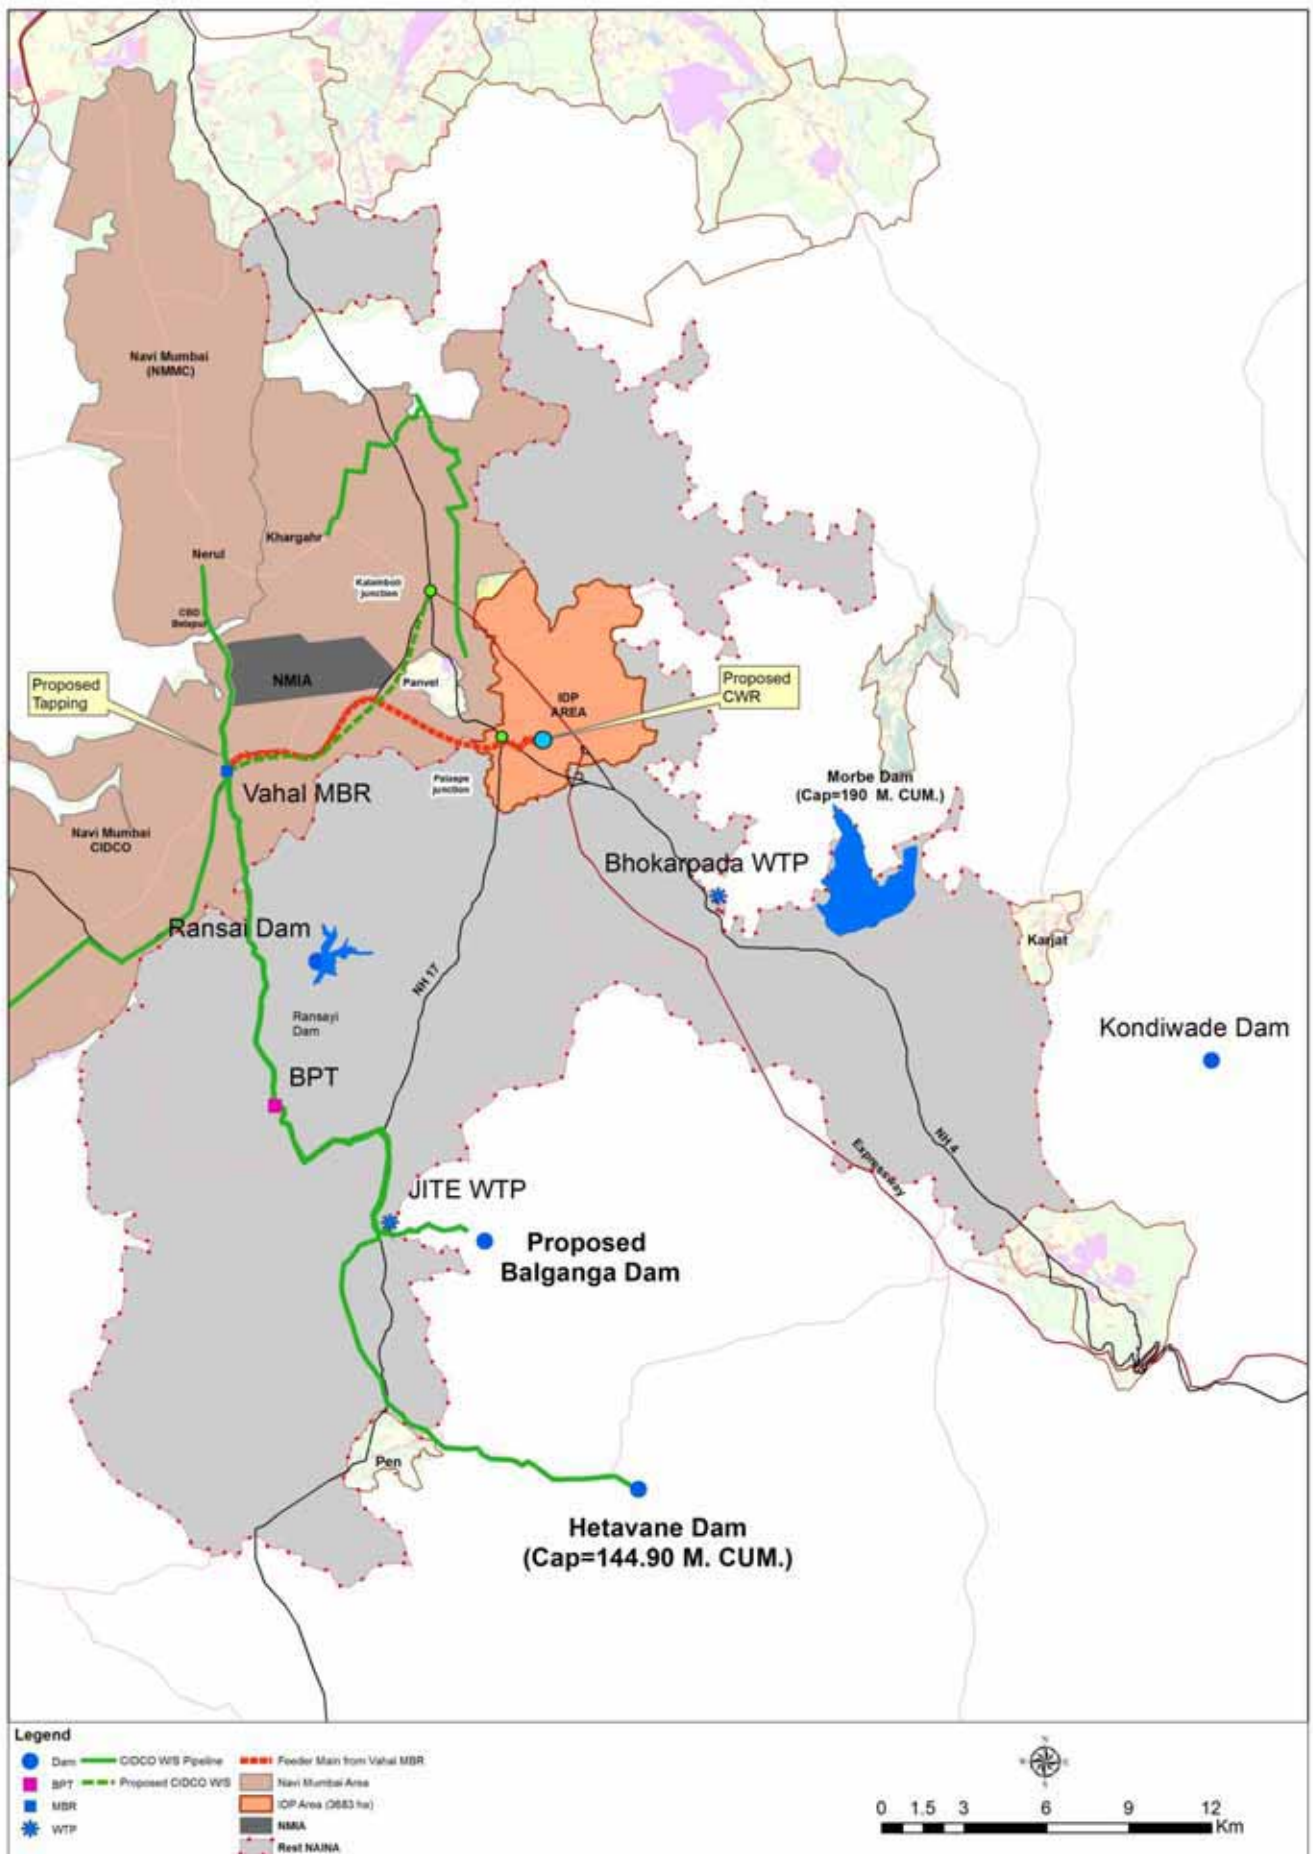 Navi Mumbai
(NMMC)
Khargahr
Nerul
Kalamboli
junction
CBD
Belapur
NMIA
Panvel
Proposed
Tapping
IDP
AREA
Proposed
CWR
Vahal MBR
Palaspe
junction
Morbe Dam
(Cap=190 M. CUM.)
Navi Mumbai
CIDCO
Bhokarpada WTP
Ransai Dam
Karjat
NH 17
Ransayi
Dam
Kondiwade Dam
BPT
NH 4
Expressway
JITE WTP
Proposed
Balganga Dam
Pen
Hetavane Dam
(Cap=144.90 M. CUM.)
Legend
Dam
CIDCO W/S Pipeline
Feeder Main from Vahal MBR
BPT
Proposed CIDCO W/S
Navi Mumbai Area
MBR
IDP Area (3683 ha)
WTP
NMIA
Rest NAINA
N
S
0 1.5 3 6 9 12
Km